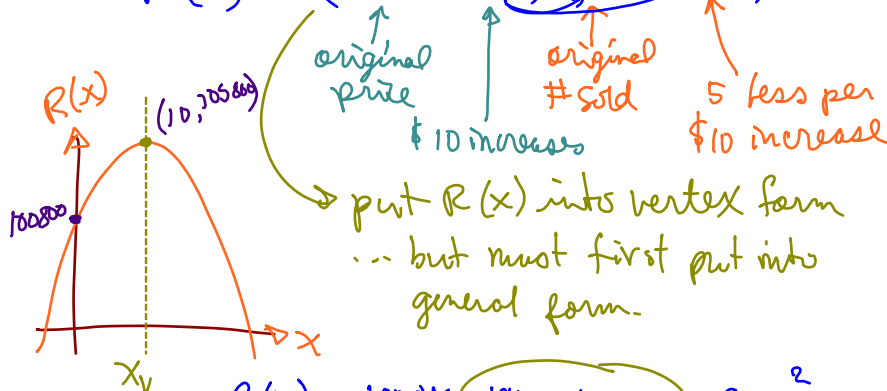 original
price
$10 increases
original
# sold
5 less per
$10 increase
R(x)
(10, 105800)
100800
x
xv
put R(x) into vertex form
... but must first put into
general form.